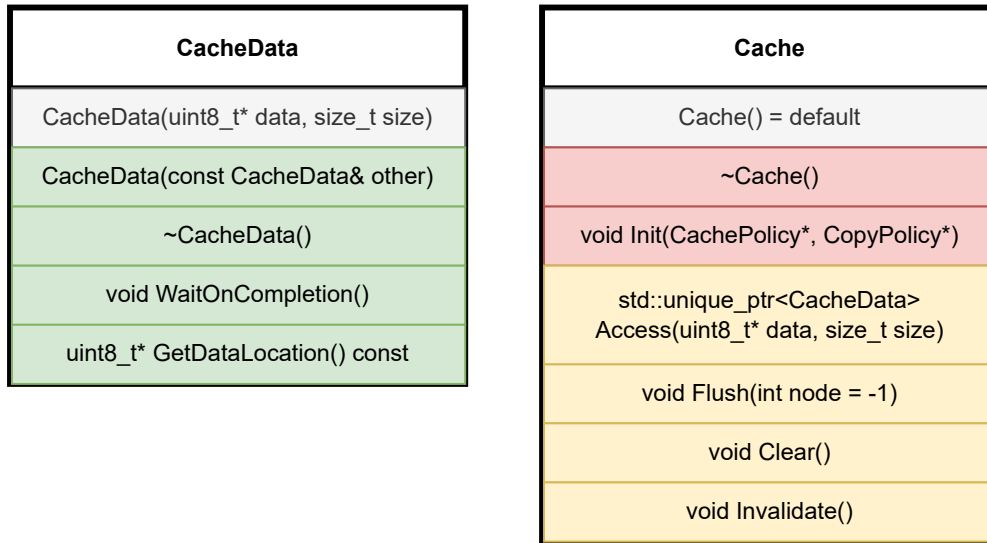 CacheData
CacheData(uint8_t* data, size_t size)
CacheData(const CacheData& other)
~CacheData()
void WaitOnCompletion()
uint8_t* GetDataLocation() const
Cache
Cache() = default
~Cache()
void Init(CachePolicy*, CopyPolicy*)
std::unique_ptr<CacheData>
Access(uint8_t* data, size_t size)
void Flush(int node = -1)
void Clear()
void Invalidate()